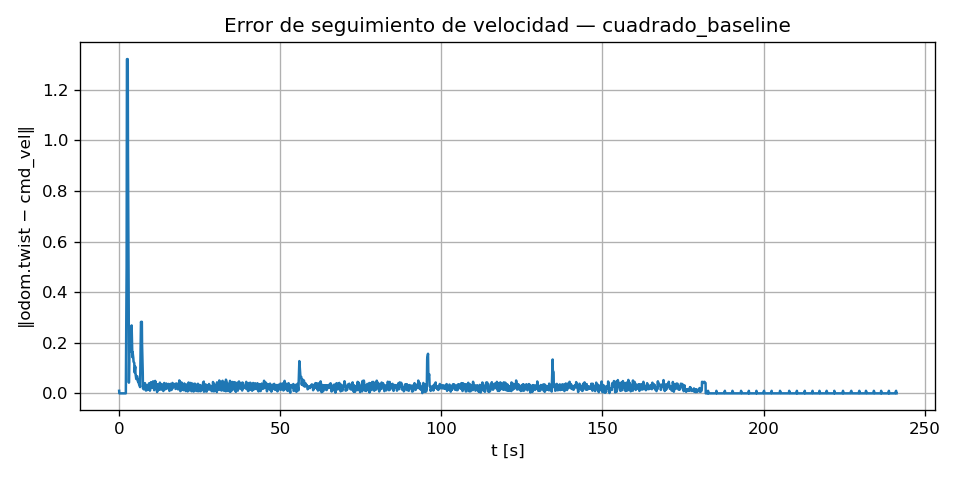 Error de seguimiento de velocidad — cuadrado_baseline
‖odom.twist − cmd_vel‖
1.2
1.0
0.8
0.6
0.4
0.2
0.0
0 50 100 150 200 250
t [s]